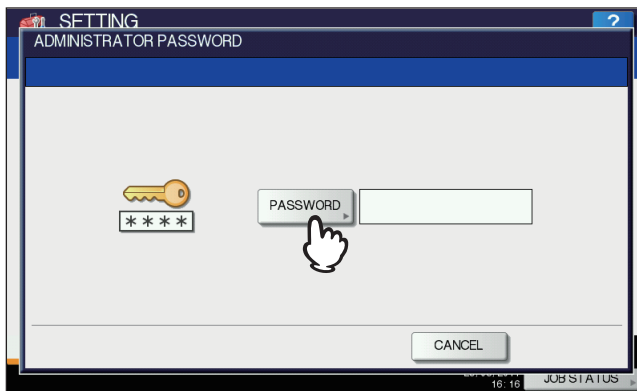 SETTING
?
ADMINISTRATOR PASSWORD
PASSWORD
* * * *
CANCEL
16:16
JOB STATUS